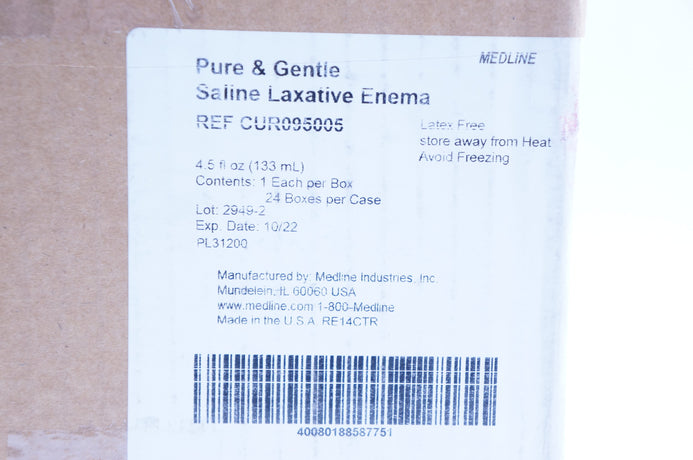 MEDLINE
Pure & Gentle
Saline Laxative Enema
REF CUR095005
Latex Free
store away from Heat
Avoid Freezing
4.5 fl oz (133 mL)
Contents: 1 Each per Box
24 Boxes per Case
Lot: 2949-2
Exp. Date: 10/22
PL31200
Manufactured by: Medline Industries, Inc.
Mundelein, IL 60060 USA
www.medline.com 1-800-Medline
Made in the U.S.A. RE14CTR
40080188587751